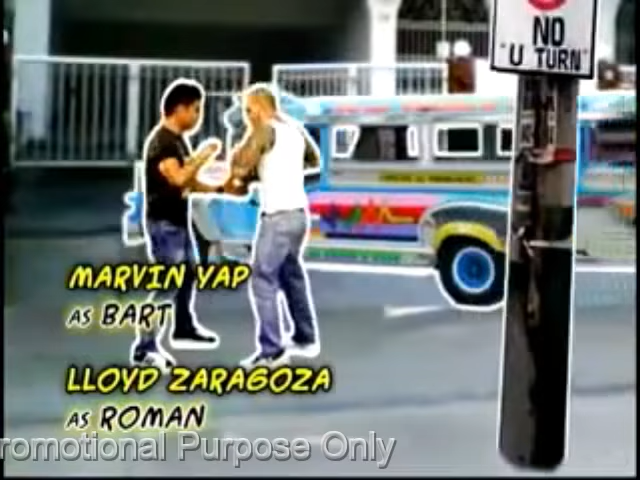 NO
"U TURN"
MARVIN YAP
AS BART
LLOYD ZARAGOZA
AS ROMAN
romotional Purpose Only